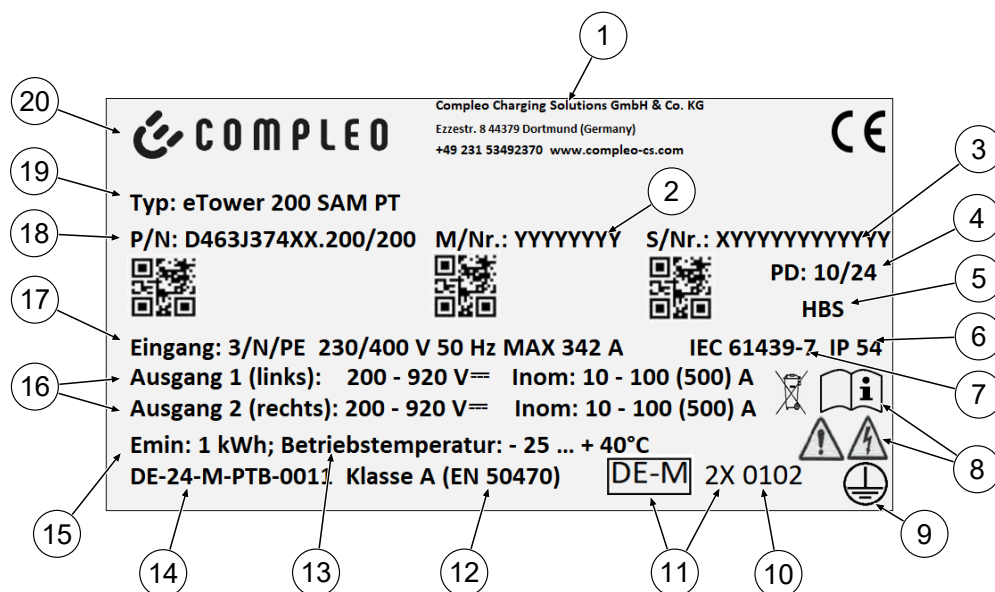 1
Compleo Charging Solutions GmbH & Co. KG
Ezzestr. 8 44379 Dortmund (Germany)
+49 231 53492370 www.compleo-cs.com
20
COMPLEO
CE
3
19
Typ: eTower 200 SAM PT
2
4
18
P/N: D463J374XX.200/200 M/Nr.: YYYYYYYY S/Nr.: XYYYYYYYYYYYY
PD: 10/24
5
HBS
17
6
Eingang: 3/N/PE 230/400 V 50 Hz MAX 342 A IEC 61439-7 IP 54
16
Ausgang 1 (links): 200 - 920 V⎓ Inom: 10 - 100 (500) A
7
Ausgang 2 (rechts): 200 - 920 V⎓ Inom: 10 - 100 (500) A
Emin: 1 kWh; Betriebstemperatur: - 25 ... + 40°C
8
DE-24-M-PTB-0011 Klasse A (EN 50470) DE-M 2X 0102
15
9
14
13
12
11
10